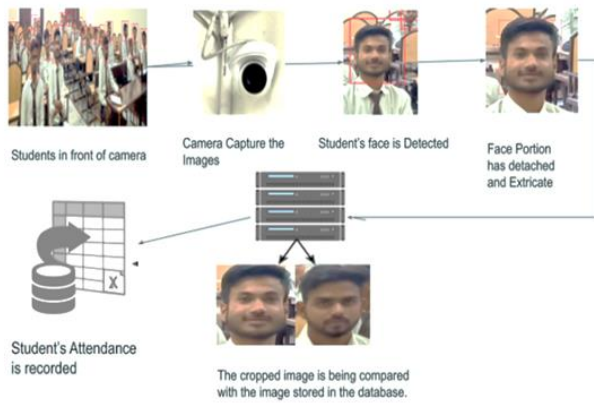 Students in front of camera
Camera Capture the
Images
Student's face is Detected
Face Portion
has detached
and Extricate
X
Student's Attendance
is recorded
The cropped image is being compared
with the image stored in the database.